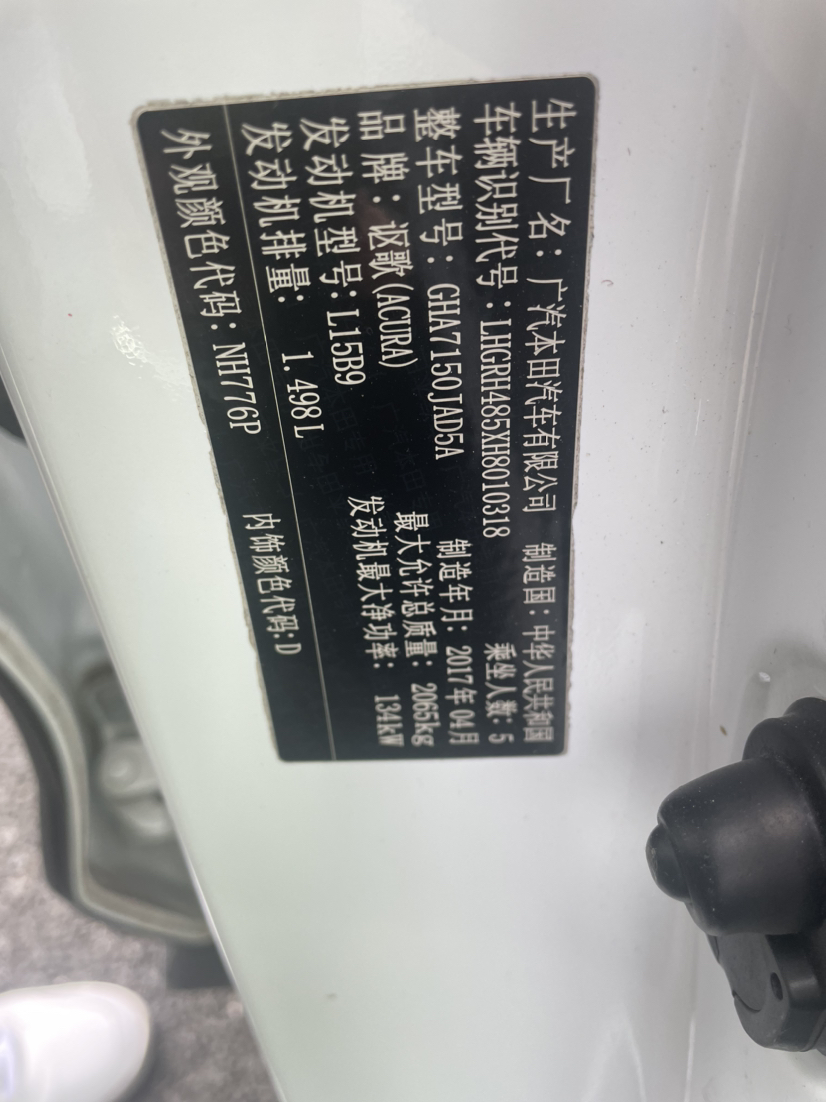 生产厂名：广汽本田汽车有限公司 制造国：中华人民共和国
车辆识别代号：LHGRH485XH8010318 乘坐人数：5
整车型号：GHA7150JAD5A 制造年月：2017年04月
品牌：讴歌(ACURA) 最大允许总质量：2065kg
发动机型号：L15B9 发动机最大净功率：134kW
发动机排量：1.498L
外观颜色代码：NH776P 内饰颜色代码：D